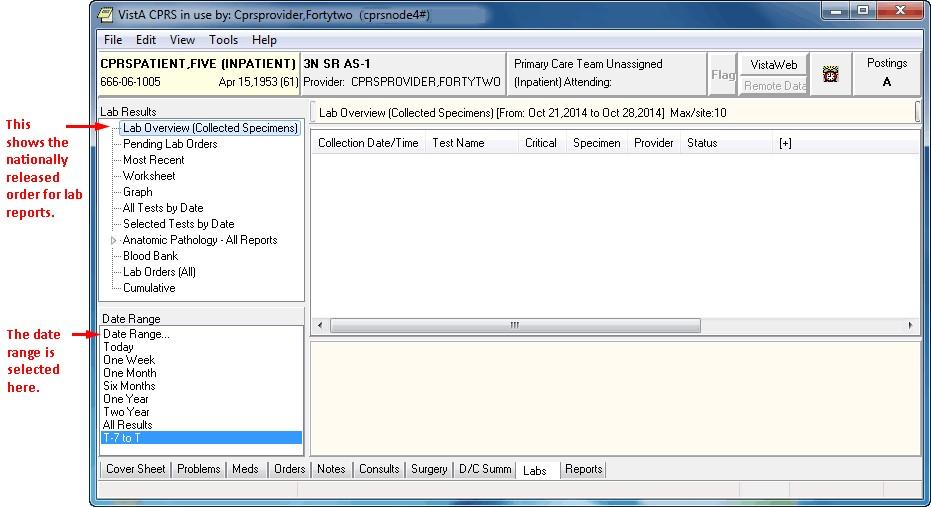 VistA CPRS in use by: Cprsprovider,Fortytwo (cprsnode4#)
File Edit View Tools Help
CPRSPATIENT,FIVE (INPATIENT) 3N SR AS-1 Primary Care Team Unassigned Flag VistaWeb Postings
666-06-1005 Apr 15,1953 (61) Provider: CPRSPROVIDER,FORTYTWO (Inpatient) Attending: Remote Data A
Lab Results
Lab Overview (Collected Specimens) [From: Oct 21,2014 to Oct 28,2014] Max/site:10
Lab Overview (Collected Specimens)
Pending Lab Orders
Most Recent
Worksheet
Graph
All Tests by Date
Selected Tests by Date
Anatomic Pathology - All Reports
Blood Bank
Lab Orders (All)
Cumulative
Collection Date/Time Test Name Critical Specimen Provider Status [+]
This
shows the
nationally
released
order for lab
reports.
Date Range
Date Range...
Today
One Week
One Month
Six Months
One Year
Two Year
All Results
T-7 to T
The date
range is
selected
here.
Cover Sheet Problems Meds Orders Notes Consults Surgery D/C Summ Labs Reports